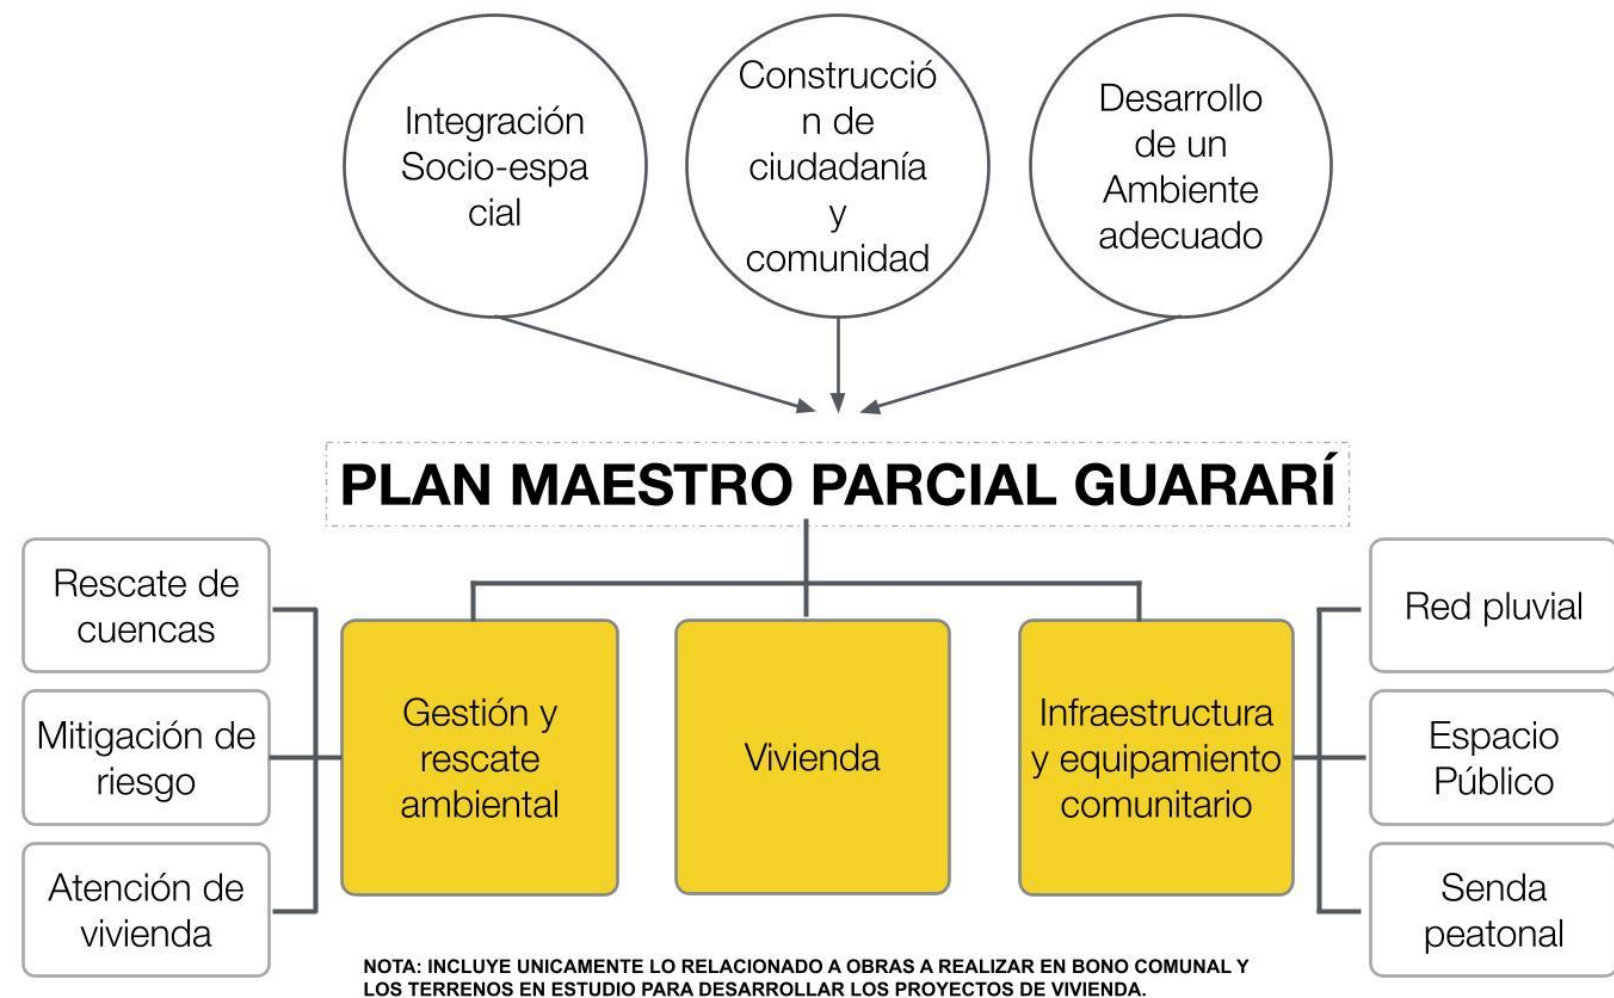 Integración
Socio-espa
cial
Construcció
n de
ciudadanía
y
comunidad
Desarrollo
de un
Ambiente
adecuado
PLAN MAESTRO PARCIAL GUARARÍ
Rescate de
cuencas
Mitigación de
riesgo
Atención de
vivienda
Gestión y
rescate
ambiental
Vivienda
Infraestructura
y equipamiento
comunitario
Red pluvial
Espacio
Público
Senda
peatonal
NOTA: INCLUYE UNICAMENTE LO RELACIONADO A OBRAS A REALIZAR EN BONO COMUNAL Y
LOS TERRENOS EN ESTUDIO PARA DESARROLLAR LOS PROYECTOS DE VIVIENDA.